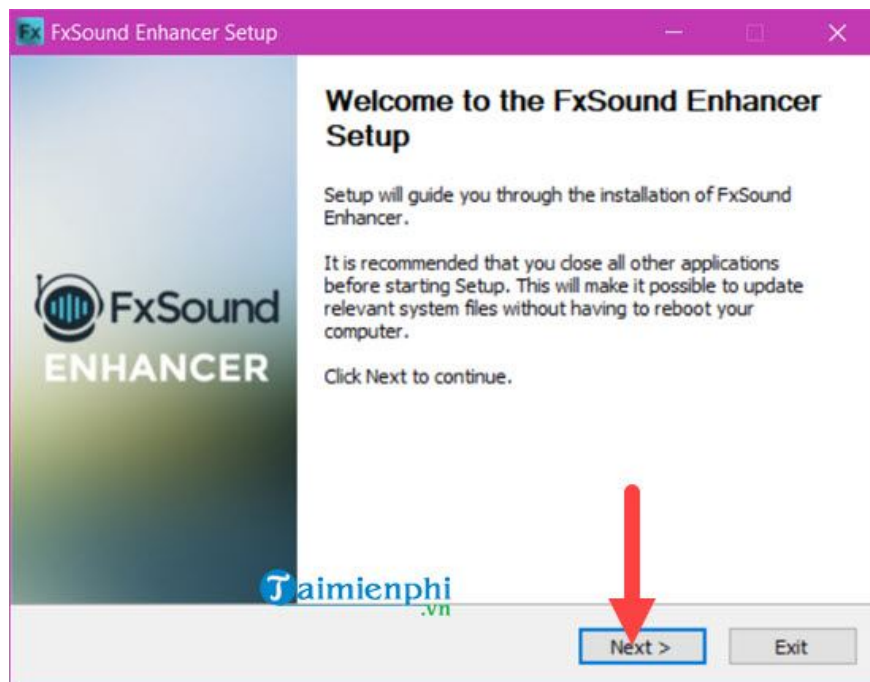 Fx FxSound Enhancer Setup
Welcome to the FxSound Enhancer
Setup
Setup will guide you through the installation of FxSound
Enhancer.
It is recommended that you close all other applications
before starting Setup. This will make it possible to update
relevant system files without having to reboot your
computer.
Click Next to continue.
FxSound
ENHANCER
Taimienphi
.vn
Next >
Exit